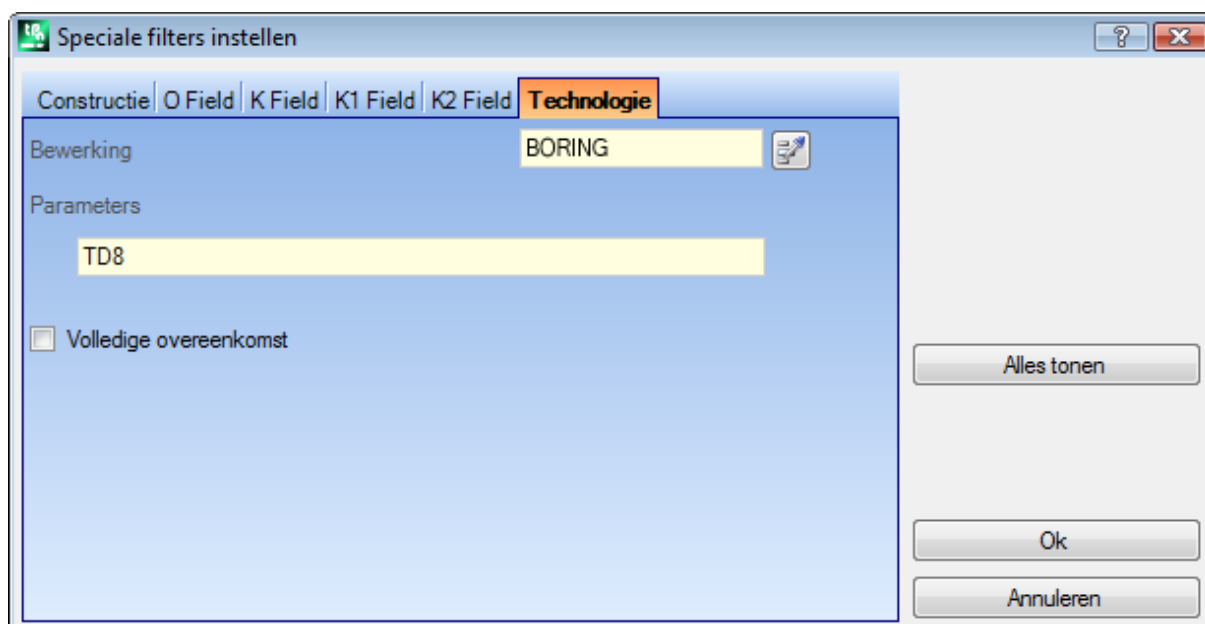 Speciale filters instellen
Constructie O Field K Field K1 Field K2 Field Technologie
Bewerking BORING
Parameters
TD8
Volledige overeenkomst
Alles tonen
Ok
Annuleren